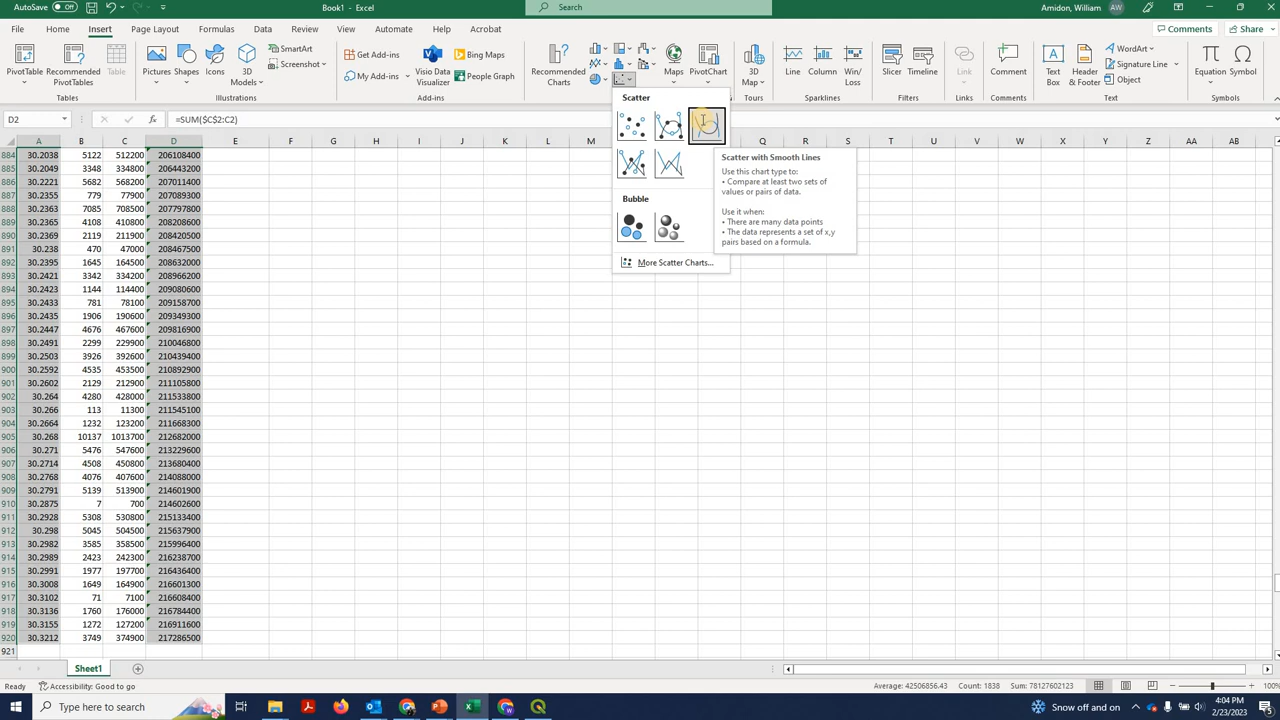 AutoSave Off Book1 - Excel Search Amidon, William AW
File Home Insert Page Layout Formulas Data Review View Automate Help Acrobat Comments Share
PivotTable Recommended PivotTables Table Pictures Shapes Icons 3D Models SmartArt Screenshot Get Add-ins My Add-ins Visio Data Visualizer Bing Maps People Graph Recommended Charts Maps PivotChart 3D Map Line Column Win/Loss Slicer Timeline Link Comment Text Box Header & Footer WordArt Signature Line Object Equation Symbol
Tables Illustrations Add-ins Tours Sparklines Filters Links Comments Text Symbols
D2 =SUM($C$2:C2)
Scatter
Scatter with Smooth Lines
Use this chart type to:
• Compare at least two sets of
values or pairs of data.
Use it when:
• There are many data points
• The data represents a set of x,y
pairs based on a formula.
Bubble
More Scatter Charts...
A B C D E F G H I J K L M Q R S T U V W X Y Z AA AB
884 30.2038 5122 512200 206108400
885 30.2049 3348 334800 206443200
886 30.2221 5682 568200 207011400
887 30.2355 779 77900 207089300
888 30.2363 7085 708500 207797800
889 30.2365 4108 410800 208208600
890 30.2369 2119 211900 208420500
891 30.238 470 47000 208467500
892 30.2395 1645 164500 208632000
893 30.2421 3342 334200 208966200
894 30.2423 1144 114400 209080600
895 30.2433 781 78100 209158700
896 30.2435 1906 190600 209349300
897 30.2447 4676 467600 209816900
898 30.2491 2299 229900 210046800
899 30.2503 3926 392600 210439400
900 30.2592 4535 453500 210892900
901 30.2602 2129 212900 211105800
902 30.264 4280 428000 211533800
903 30.266 113 11300 211545100
904 30.2664 1232 123200 211668300
905 30.268 10137 1013700 212682000
906 30.271 5476 547600 213229600
907 30.2714 4508 450800 213680400
908 30.2768 4076 407600 214088000
909 30.2791 5139 513900 214601900
910 30.2875 7 700 214602600
911 30.2928 5308 530800 215133400
912 30.298 5045 504500 215637900
913 30.2982 3585 358500 215996400
914 30.2989 2423 242300 216238700
915 30.2991 1977 197700 216436400
916 30.3008 1649 164900 216601300
917 30.3102 71 7100 216608400
918 30.3136 1760 176000 216784400
919 30.3155 1272 127200 216911600
920 30.3212 3749 374900 217286500
921
Sheet1
Ready Accessibility: Good to go Average: 42506856.43 Count: 1838 Sum: 78127602123 100%
Type here to search Snow off and on 4:04 PM
2/23/2023